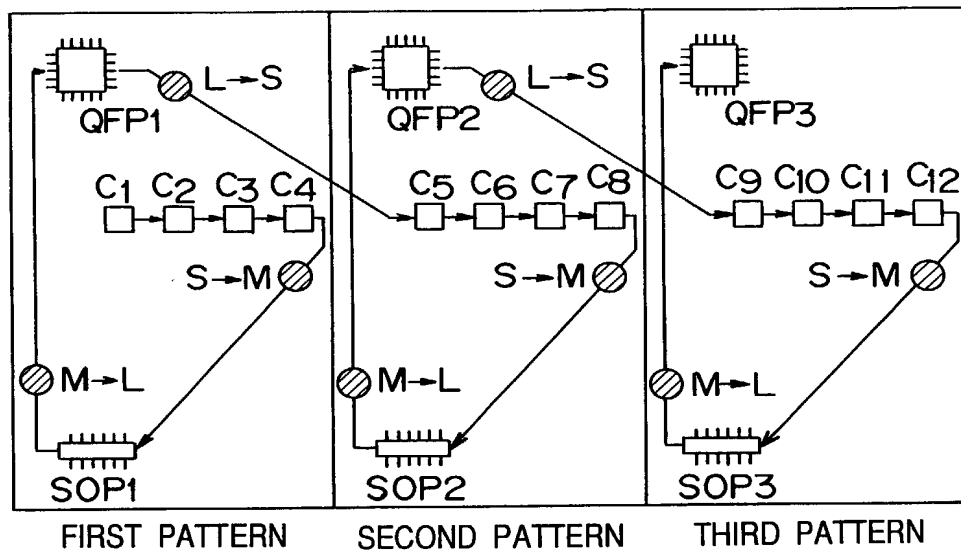 QFP1
L→S
C1 C2 C3 C4
S→M
M→L
SOP1
FIRST PATTERN
QFP2
L→S
C5 C6 C7 C8
S→M
M→L
SOP2
SECOND PATTERN
QFP3
C9 C10 C11 C12
S→M
M→L
SOP3
THIRD PATTERN